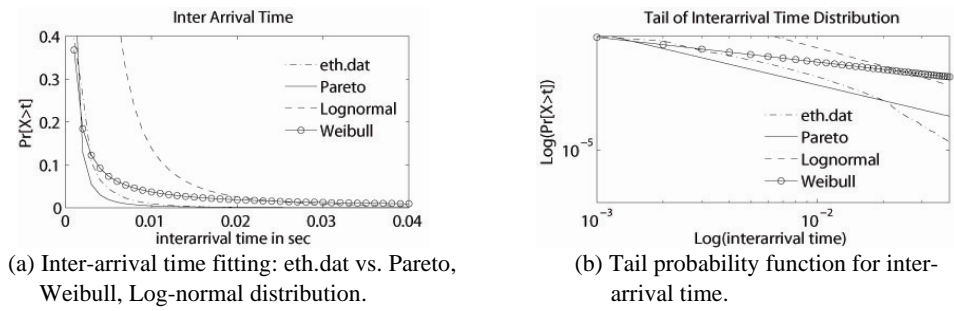 Inter Arrival Time
Pr[X>t]
0.4
0.3
0.2
0.1
0
eth.dat
Pareto
Lognormal
Weibull
0
0.01
0.02
0.03
0.04
interarrival time in sec
(a) Inter-arrival time fitting: eth.dat vs. Pareto,
Weibull, Log-normal distribution.
Tail of Interarrival Time Distribution
Log(Pr[X>t])
10⁻⁵
eth.dat
Pareto
Lognormal
Weibull
10⁻³
10⁻²
Log(interarrival time)
(b) Tail probability function for inter-
arrival time.